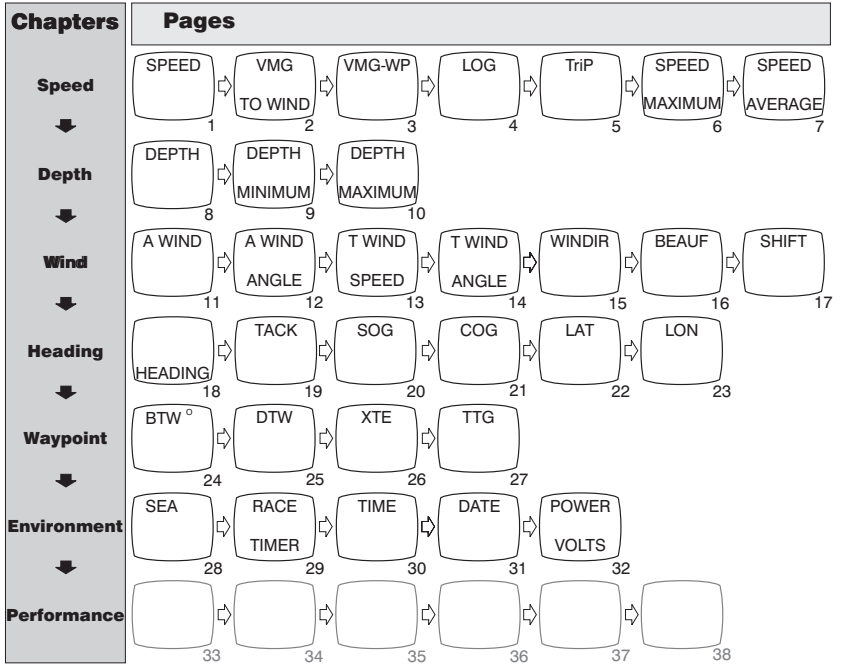 Chapters
Pages
Speed
SPEED VMG VMG-WP LOG TriP SPEED SPEED
TO WIND MAXIMUM AVERAGE
1 2 3 4 5 6 7
Depth
DEPTH DEPTH DEPTH
MINIMUM MAXIMUM
8 9 10
Wind
A WIND A WIND T WIND T WIND WINDIR BEAUF SHIFT
ANGLE SPEED ANGLE
11 12 13 14 15 16 17
Heading
TACK SOG COG LAT LON
HEADING
18 19 20 21 22 23
Waypoint
BTW ° DTW XTE TTG
24 25 26 27
Environment
SEA RACE TIME DATE POWER
TIMER VOLTS
28 29 30 31 32
Performance
33 34 35 36 37 38